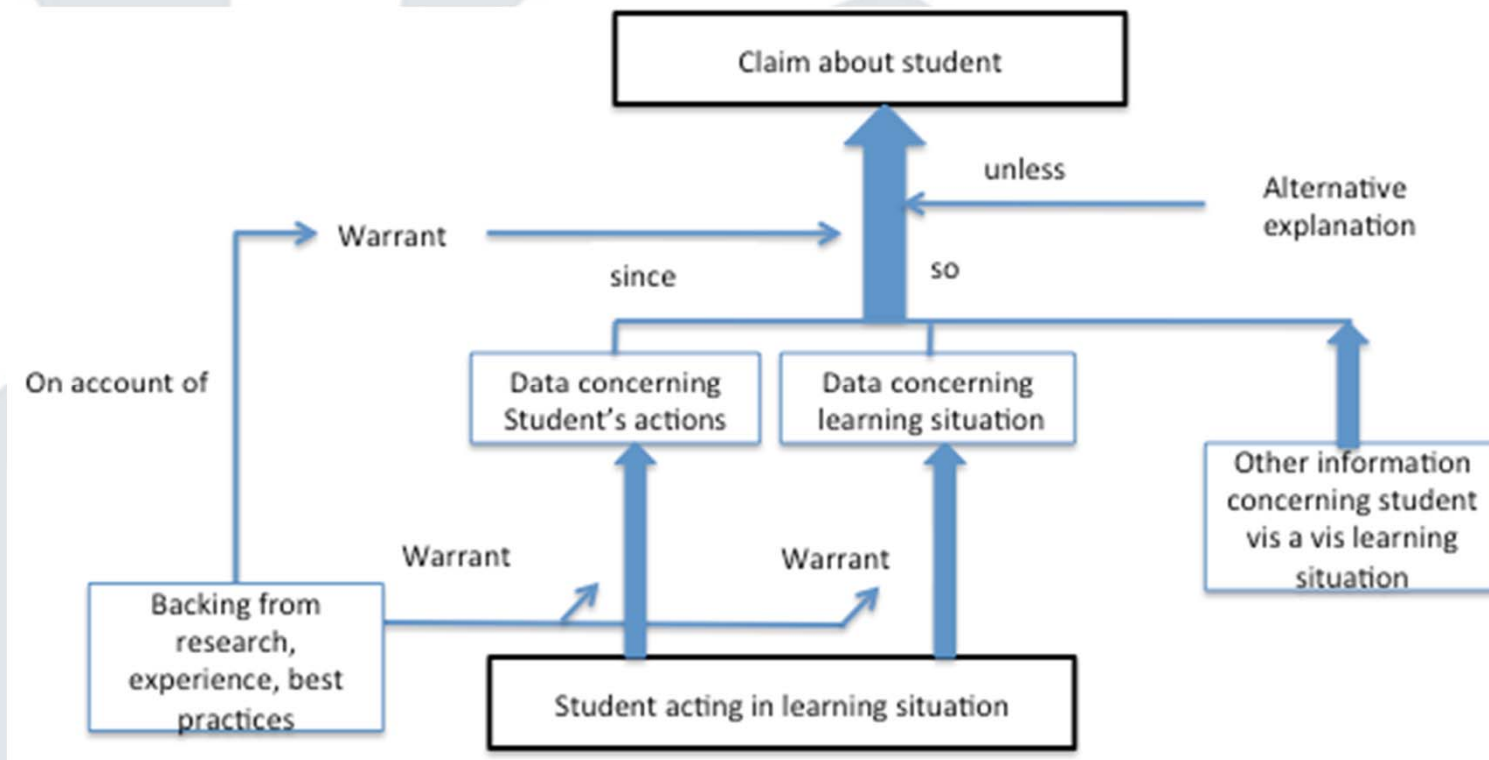 Claim about student
unless
Alternative
explanation
Warrant
since
so
On account of
Data concerning
Student's actions
Data concerning
learning situation
Other information
concerning student
vis a vis learning
situation
Warrant
Warrant
Backing from
research,
experience, best
practices
Student acting in learning situation